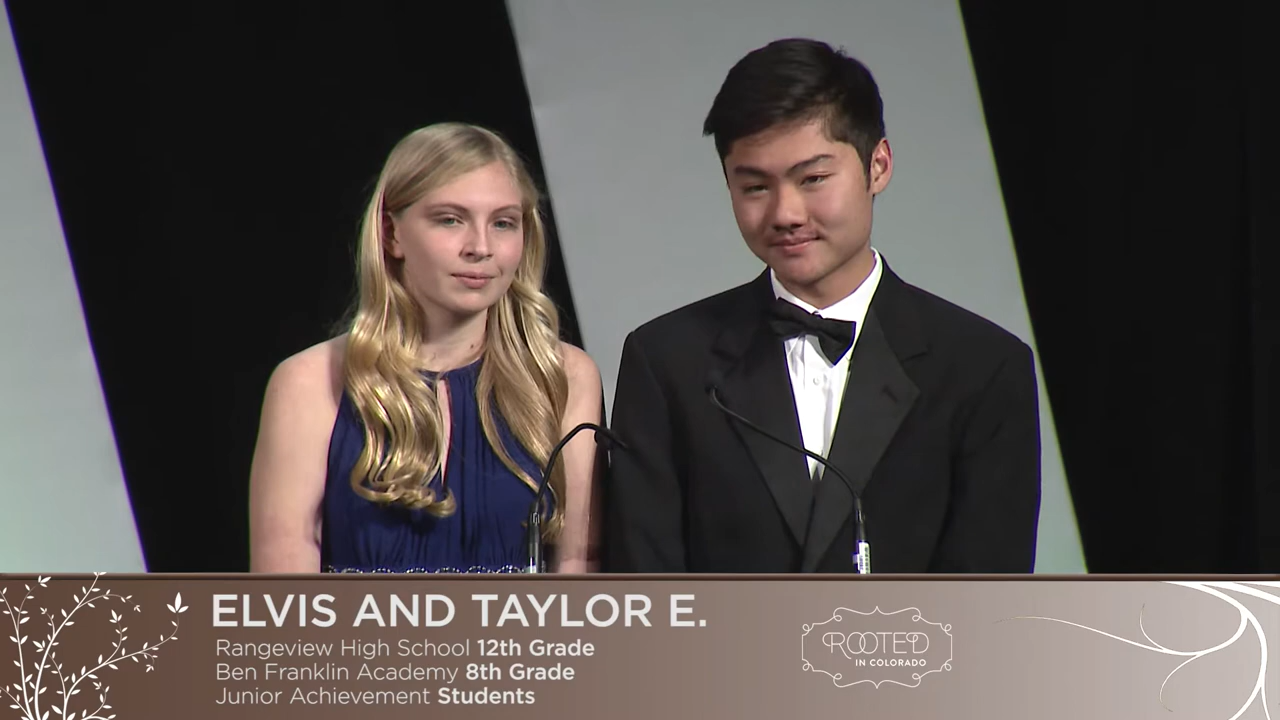 ELVIS AND TAYLOR E.
Rangeview High School 12th Grade
Ben Franklin Academy 8th Grade
Junior Achievement Students
ROOTED
IN COLORADO